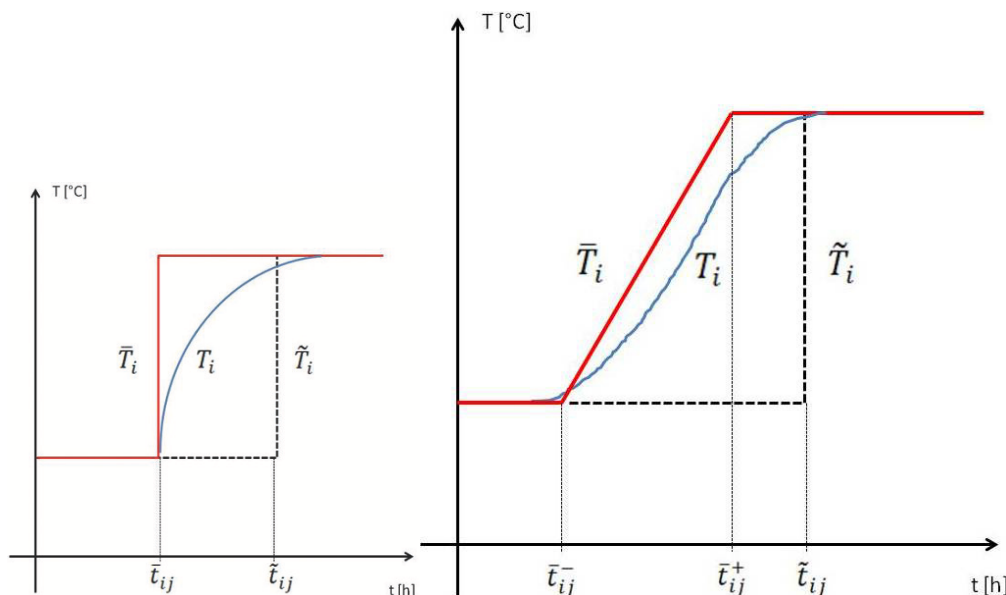 T [°C]
T̄ᵢ
Tᵢ
T̃ᵢ
t̄ᵢⱼ
t̃ᵢⱼ
t [h]
T [°C]
T̄ᵢ
Tᵢ
T̃ᵢ
t̄ᵢⱼ⁻
t̄ᵢⱼ⁺
t̃ᵢⱼ
t [h]